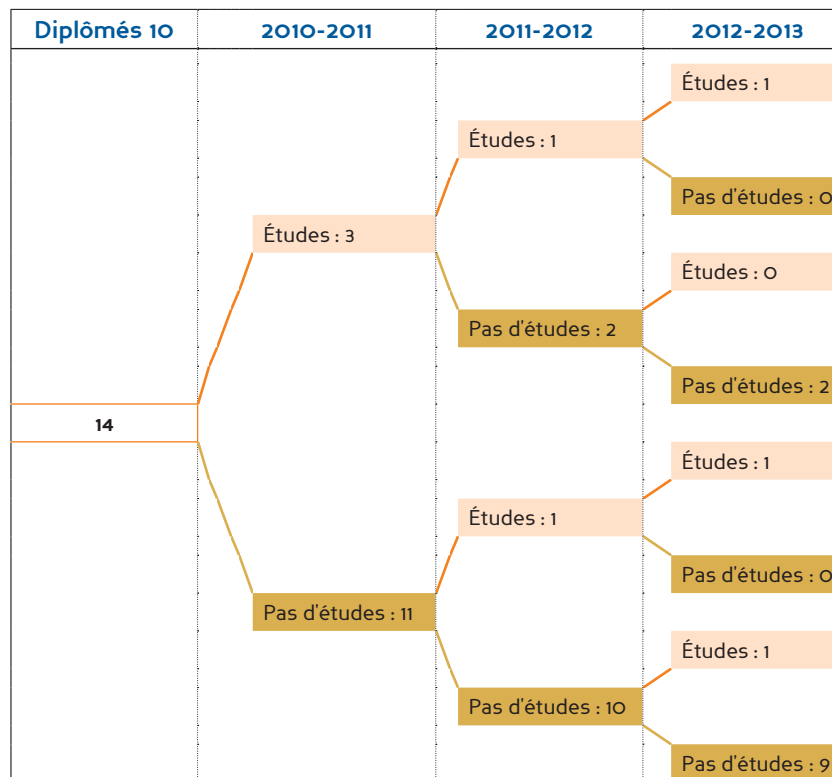 Diplômés 10 2010-2011 2011-2012 2012-2013
Études : 1
Études : 1
Pas d'études : 0
Études : 3
Études : 0
Pas d'études : 2
Pas d'études : 2
14
Études : 1
Études : 1
Pas d'études : 0
Pas d'études : 11
Études : 1
Pas d'études : 10
Pas d'études : 9